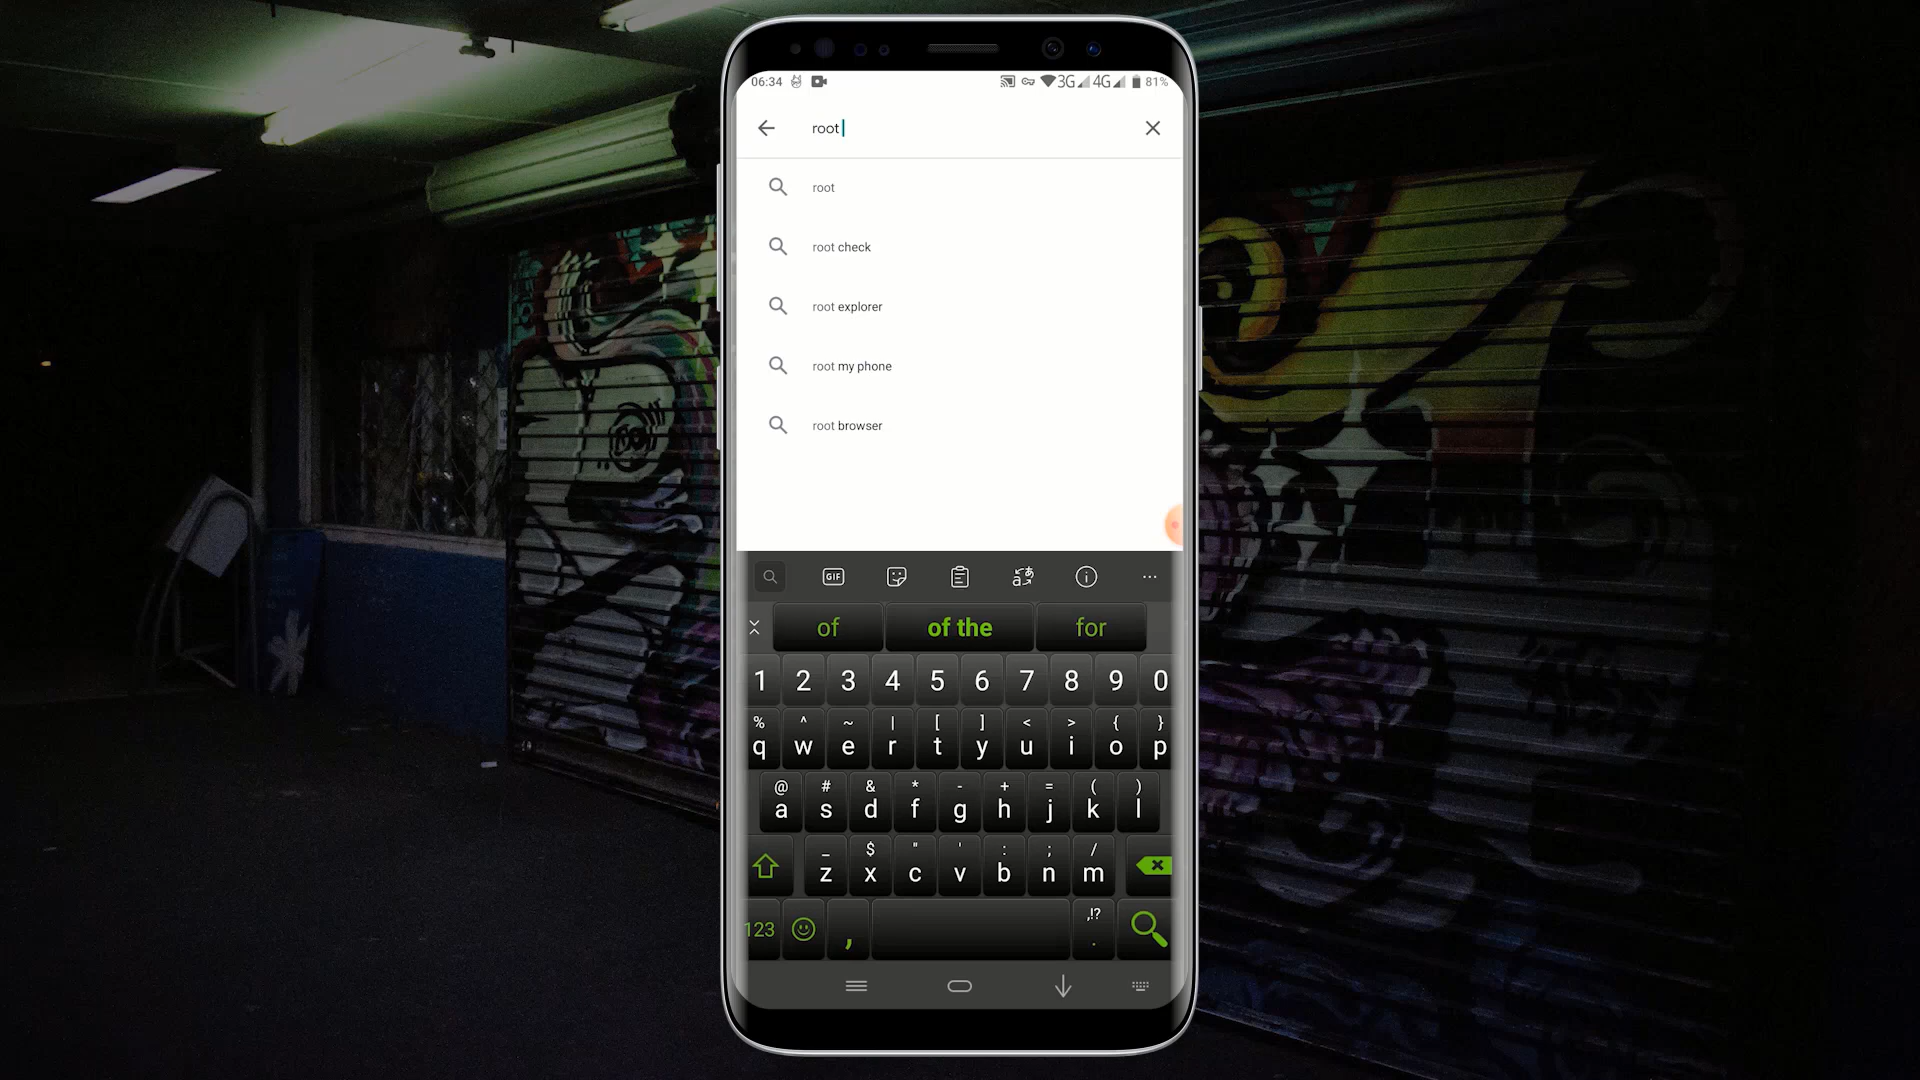 06:34 3G 4G 81%
root
root
root check
root explorer
root my phone
root browser
GIF
of of the for
1 2 3 4 5 6 7 8 9 0
% ^ ~ | [ ] < > { }
q w e r t y u i o p
@ # & * - + = ( )
a s d f g h j k l
_ $ " ' : ; /
z x c v b n m
123 , ,!? .